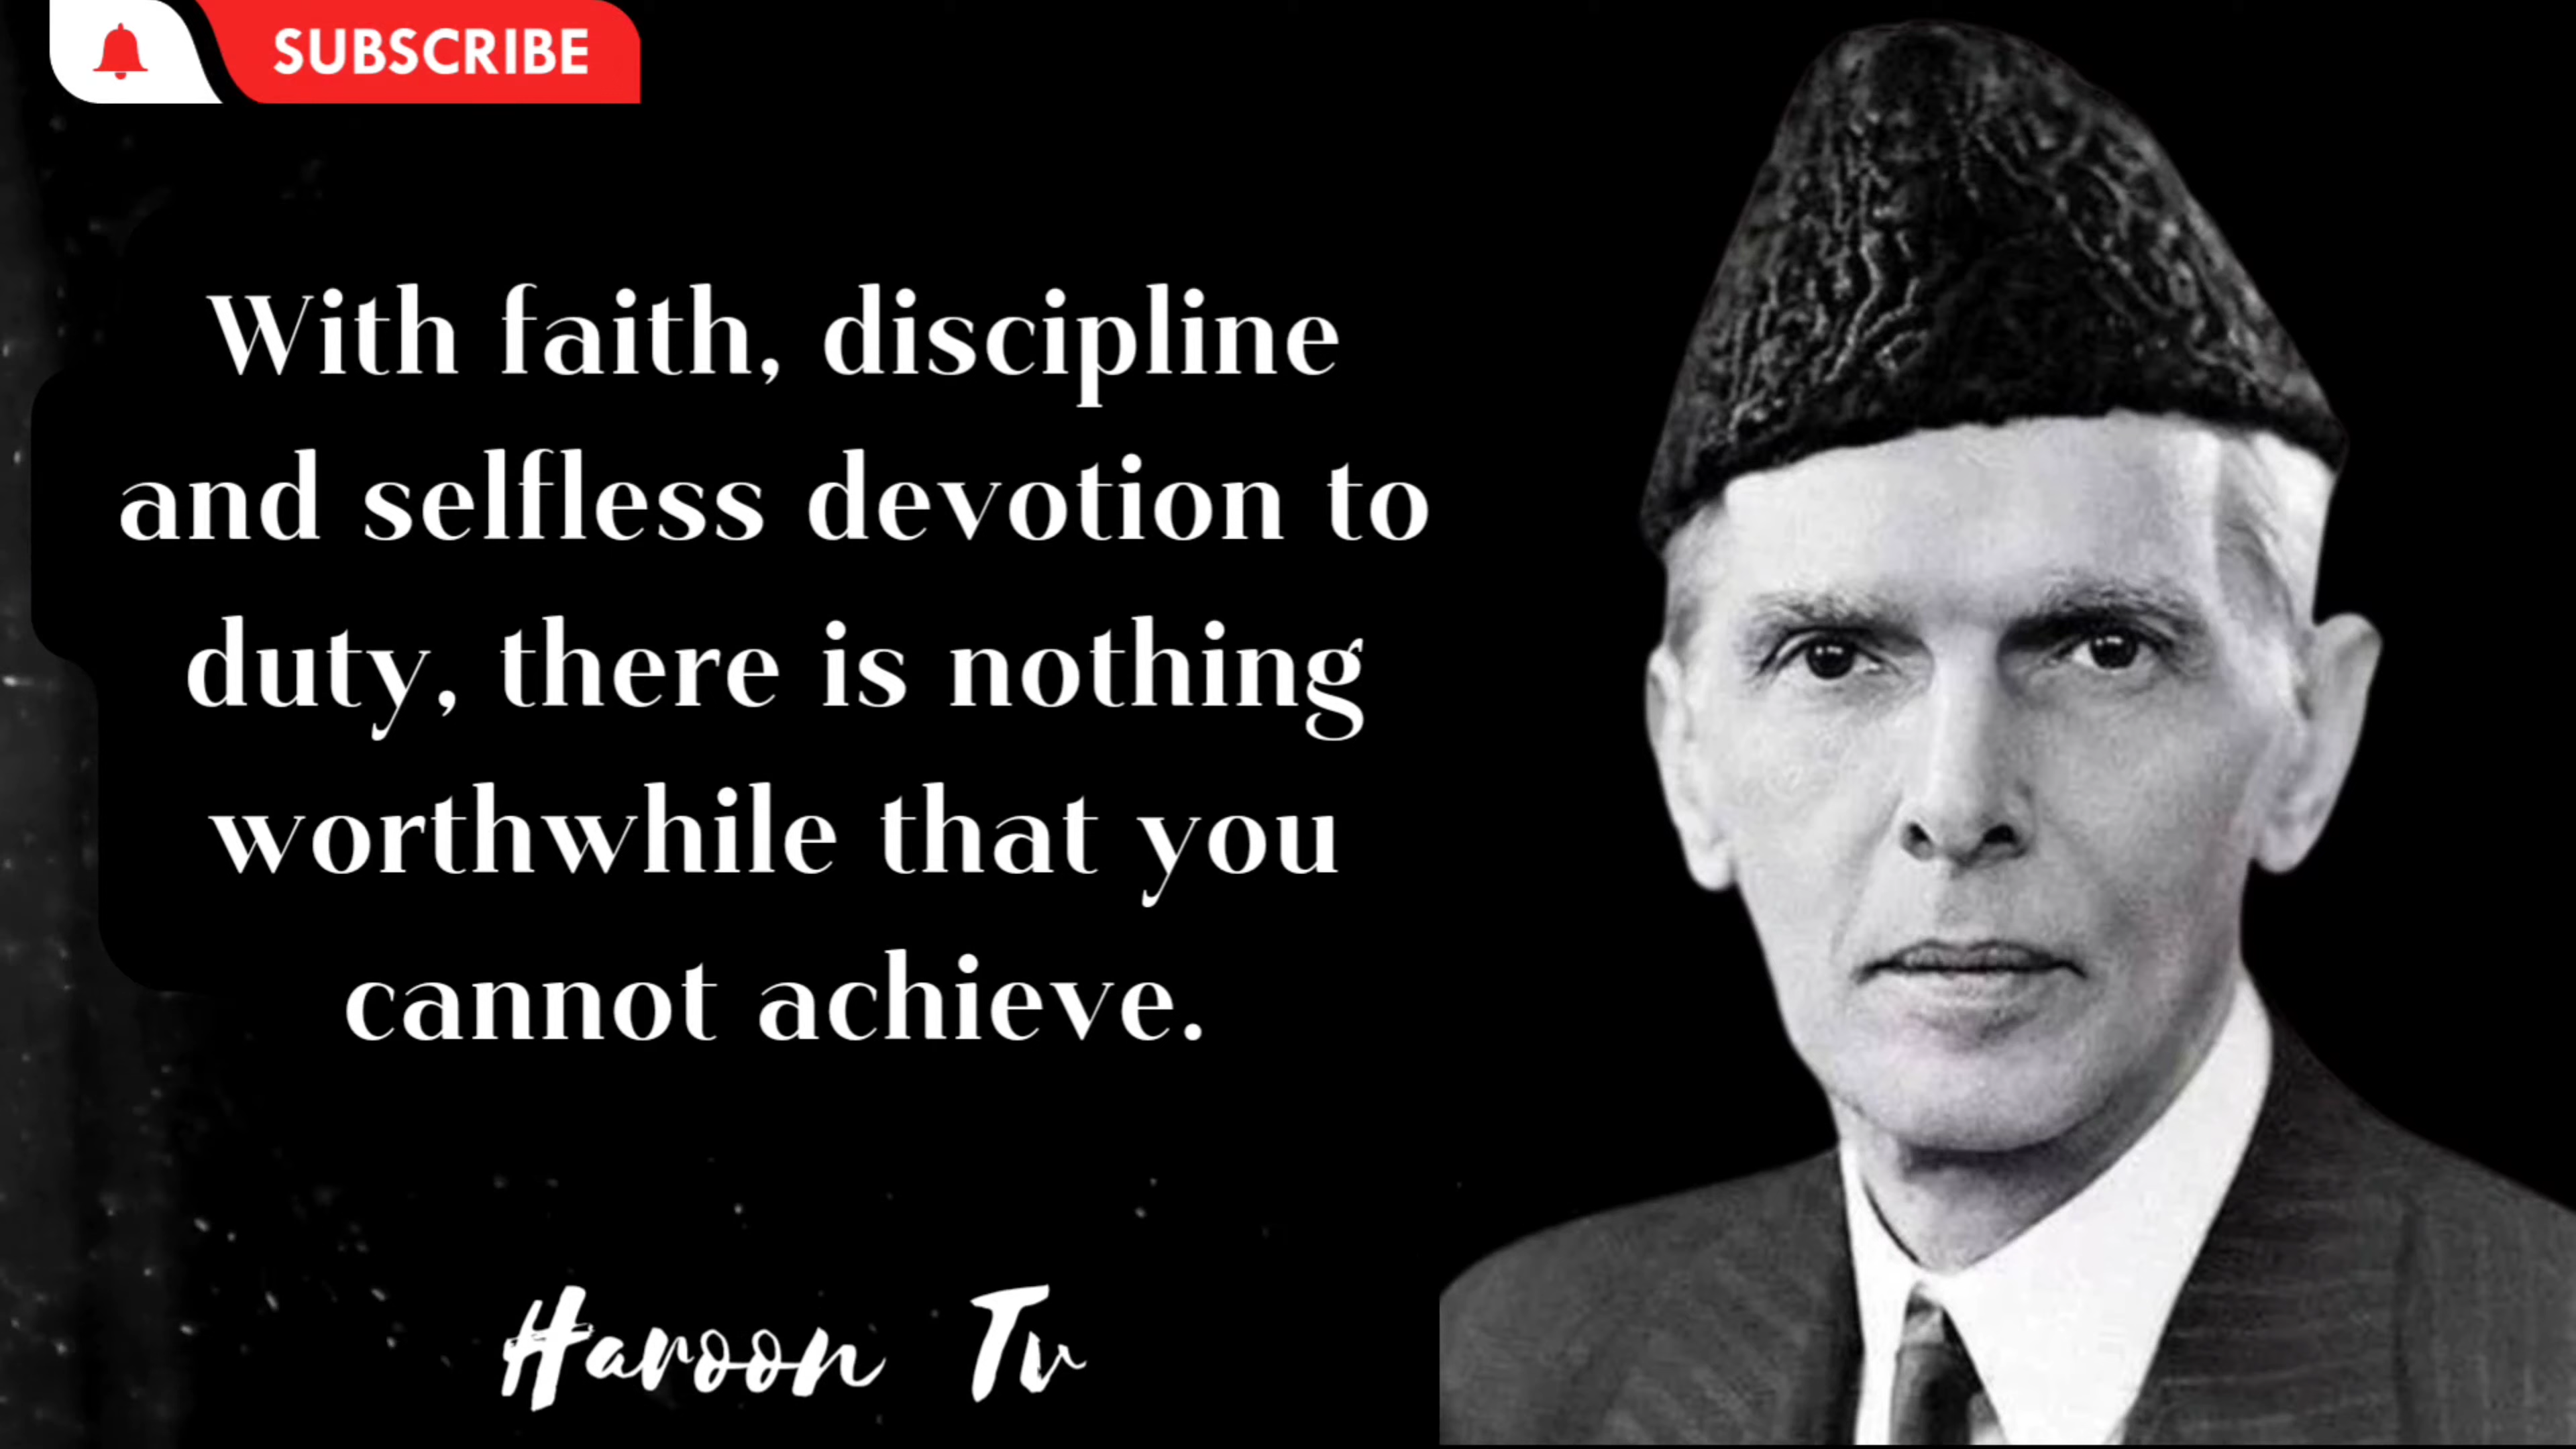 SUBSCRIBE
With faith, discipline
and selfless devotion to
duty, there is nothing
worthwhile that you
cannot achieve.
Haroon Tv